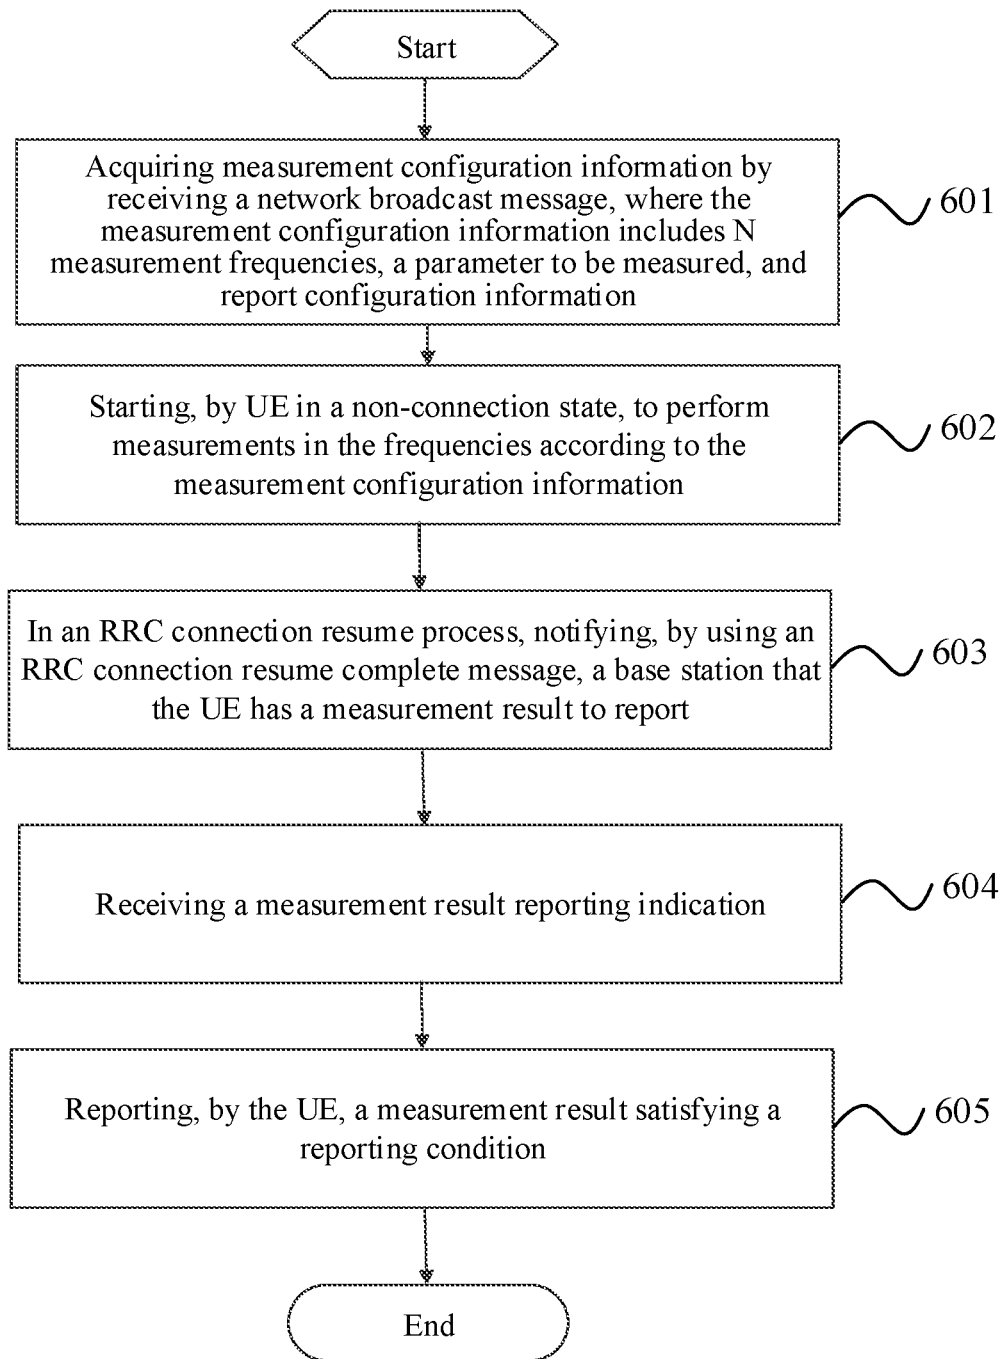 Start
Acquiring measurement configuration information by
receiving a network broadcast message, where the
measurement configuration information includes N
measurement frequencies, a parameter to be measured, and
report configuration information
601
Starting, by UE in a non-connection state, to perform
measurements in the frequencies according to the
measurement configuration information
602
In an RRC connection resume process, notifying, by using an
RRC connection resume complete message, a base station that
the UE has a measurement result to report
603
Receiving a measurement result reporting indication
604
Reporting, by the UE, a measurement result satisfying a
reporting condition
605
End